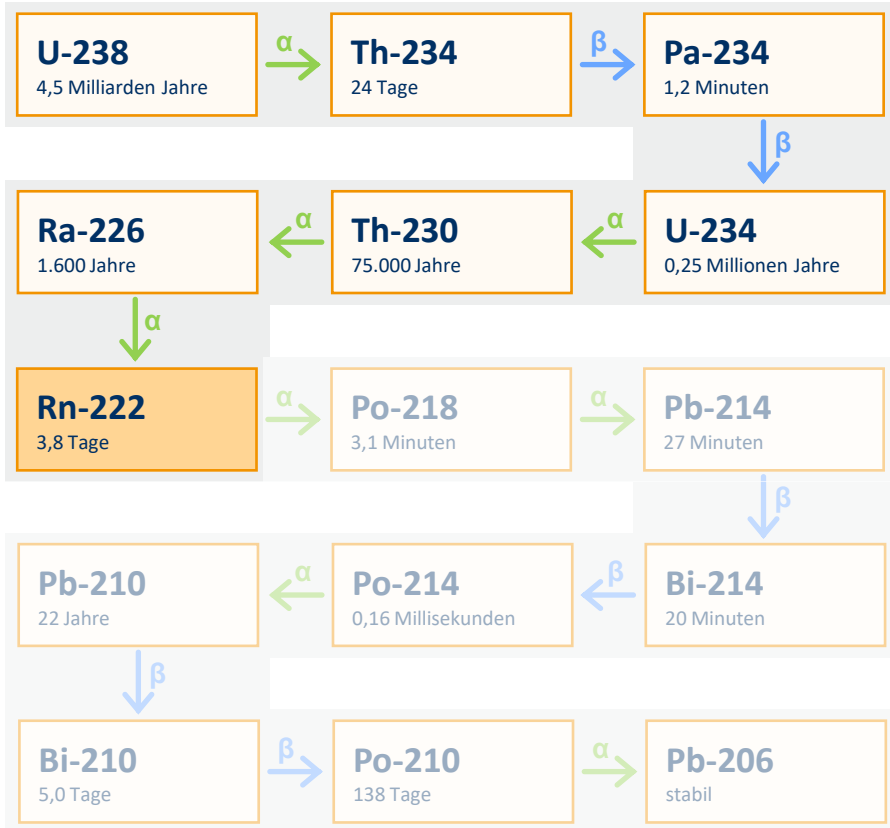 U-238
4,5 Milliarden Jahre
α
Th-234
24 Tage
β
Pa-234
1,2 Minuten
β
U-234
0,25 Millionen Jahre
α
Th-230
75.000 Jahre
α
Ra-226
1.600 Jahre
α
Rn-222
3,8 Tage
α
Po-218
3,1 Minuten
α
Pb-214
27 Minuten
β
Bi-214
20 Minuten
β
Po-214
0,16 Millisekunden
α
Pb-210
22 Jahre
β
Bi-210
5,0 Tage
β
Po-210
138 Tage
α
Pb-206
stabil